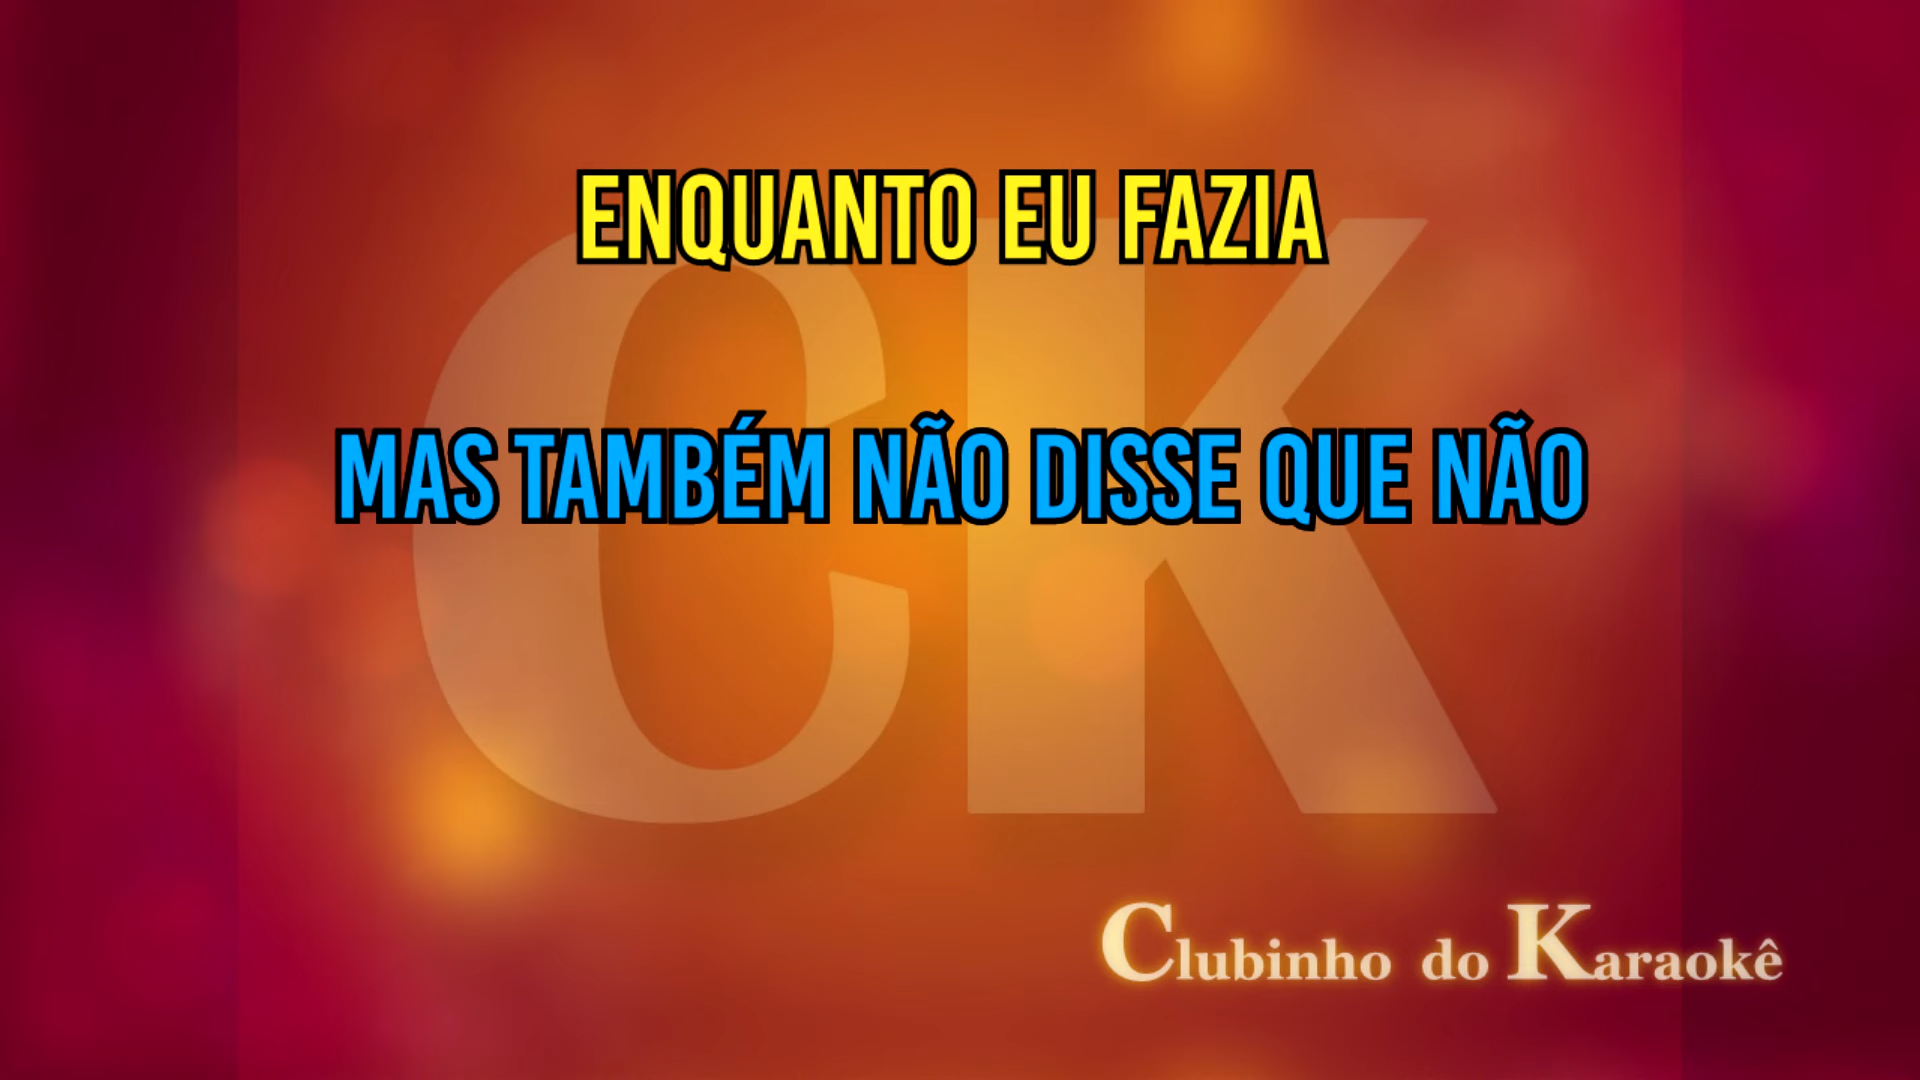 ENQUANTO EU FAZIA
MAS TAMBÉM NÃO DISSE QUE NÃO
CK
Clubinho do Karaokê